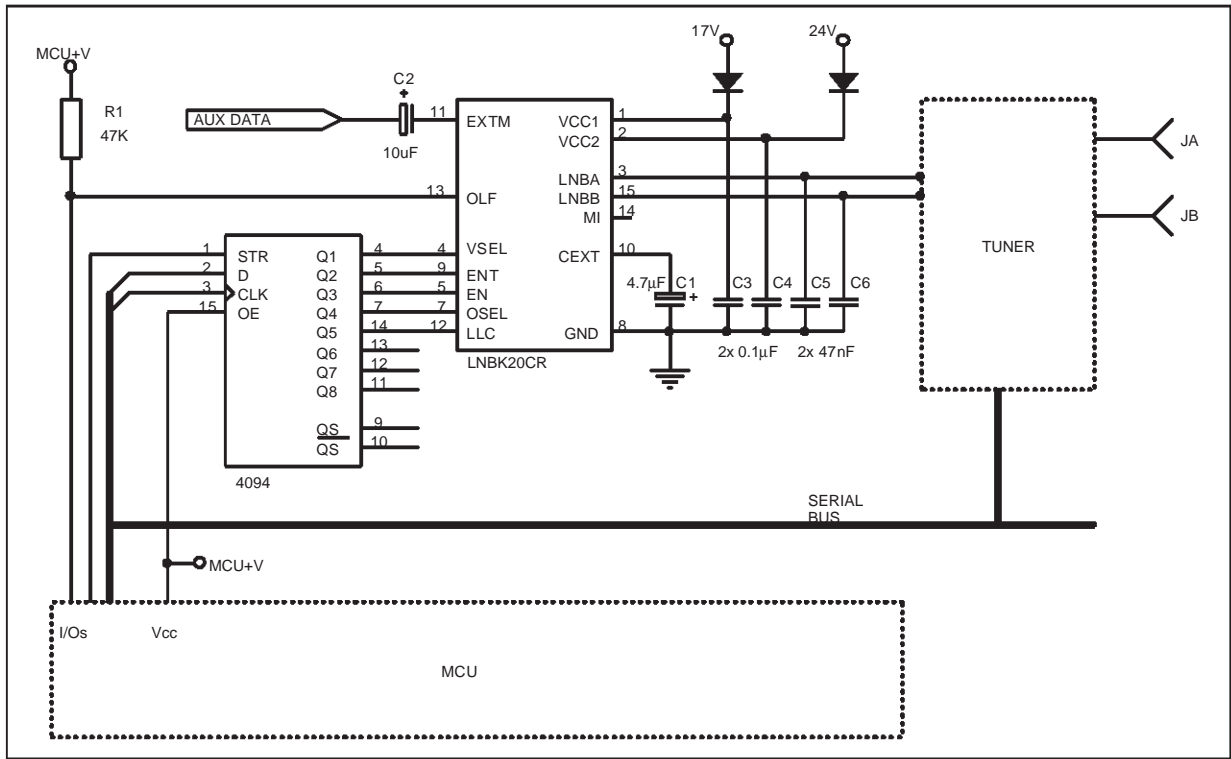 17V
24V
MCU+V
C2
+
R1
47K
AUX DATA
10uF
11
EXTM
VCC1
1
VCC2
2
LNBA
3
LNBB
15
MI
14
13
OLF
JA
JB
TUNER
1
STR
2
D
3
CLK
15
OE
Q1
4
Q2
5
Q3
6
Q4
7
Q5
14
Q6
13
Q7
12
Q8
11
QS
9
QS
10
4094
4
VSEL
9
ENT
5
EN
7
OSEL
12
LLC
CEXT
10
GND
8
LNBK20CR
4.7µF
C1
+
C3
C4
C5
C6
2x 0.1µF
2x 47nF
SERIAL
BUS
MCU+V
I/Os
Vcc
MCU